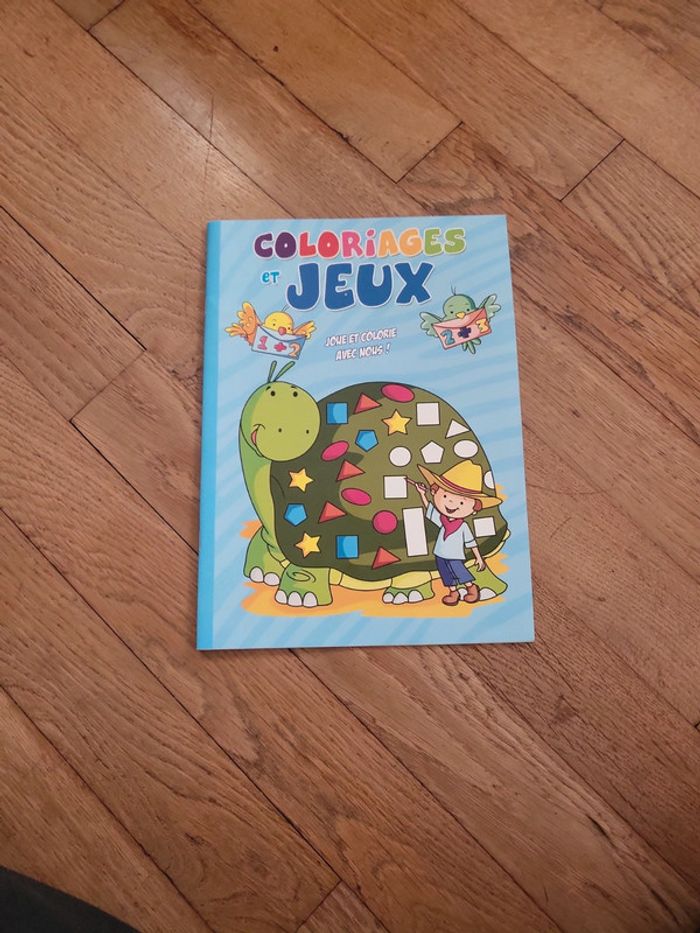 COLORiAGES
et JEUX
1 + 2
2 + 3
JOUE ET COLORIE
AVEC NOUS !